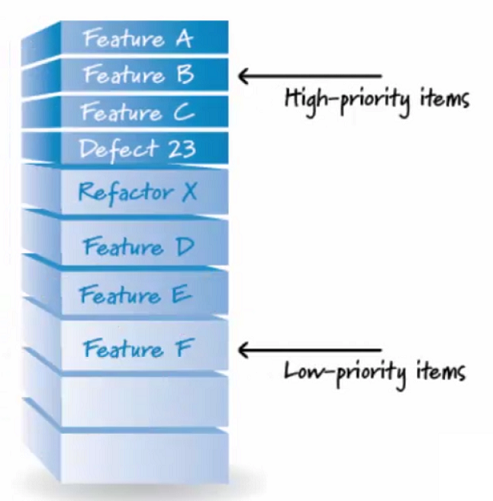 Feature A
Feature B
High-priority items
Feature C
Defect 23
Refactor X
Feature D
Feature E
Feature F
Low-priority items